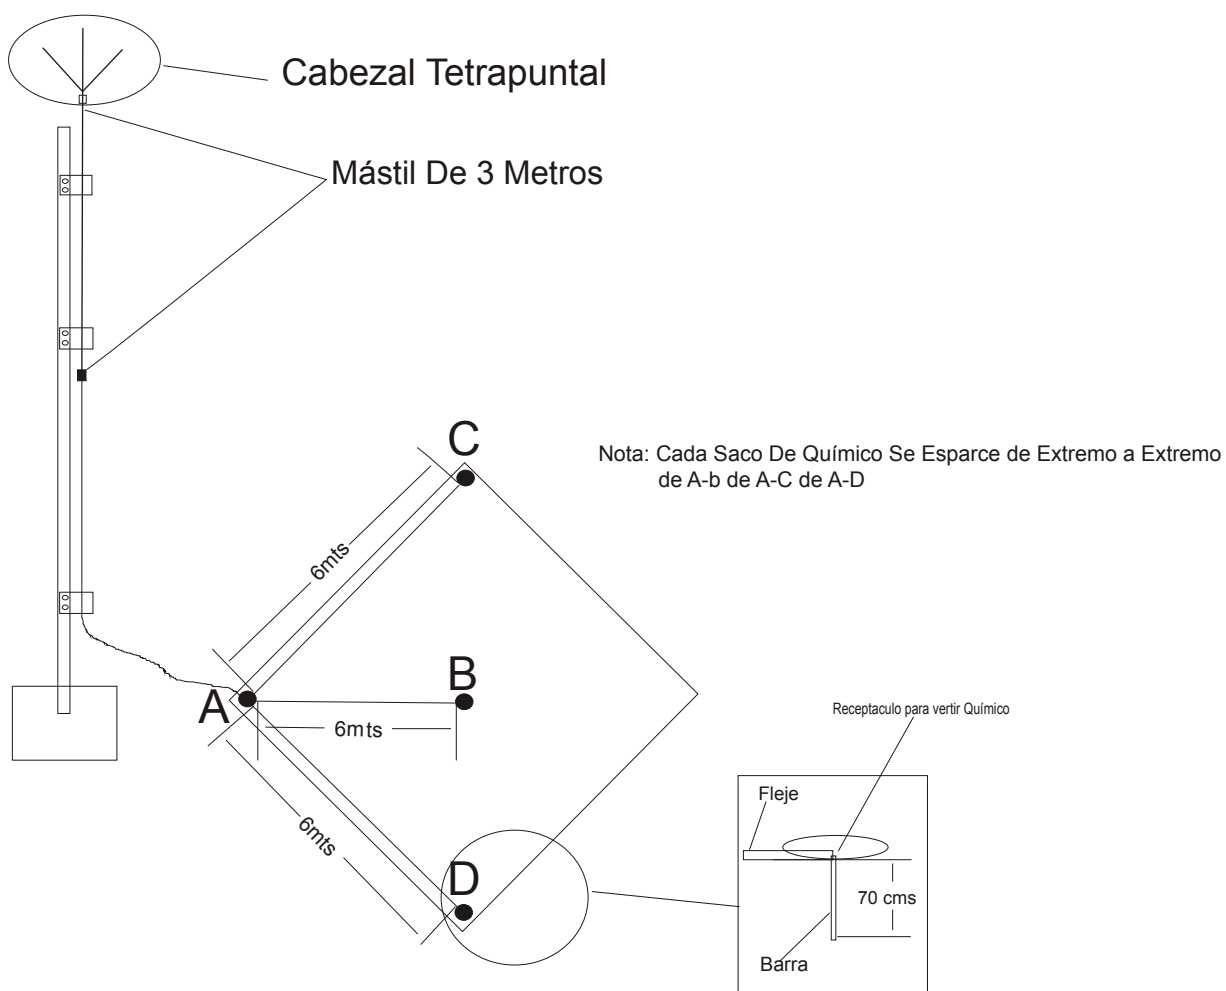 Cabezal Tetrapuntal
Mástil De 3 Metros
C
Nota: Cada Saco De Químico Se Esparce de Extremo a Extremo
de A-b de A-C de A-D
6mts
A
B
6mts
6mts
D
Receptaculo para vertir Químico
Fleje
70 cms
Barra